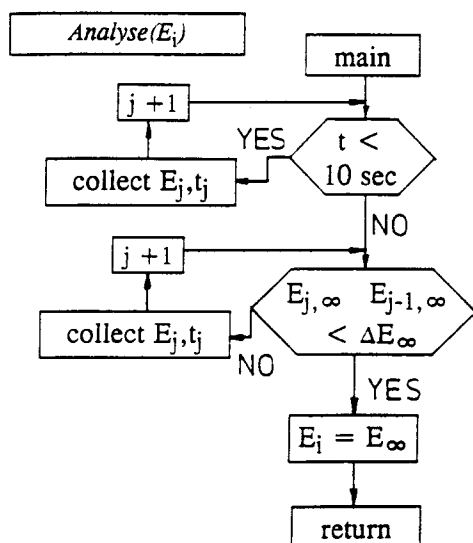 Analyse(Ei)
main
j +1
YES
t <
10 sec
collect Ej,tj
NO
j +1
Ej,∞ Ej-1,∞
< ΔE∞
collect Ej,tj
NO
YES
Ei = E∞
return